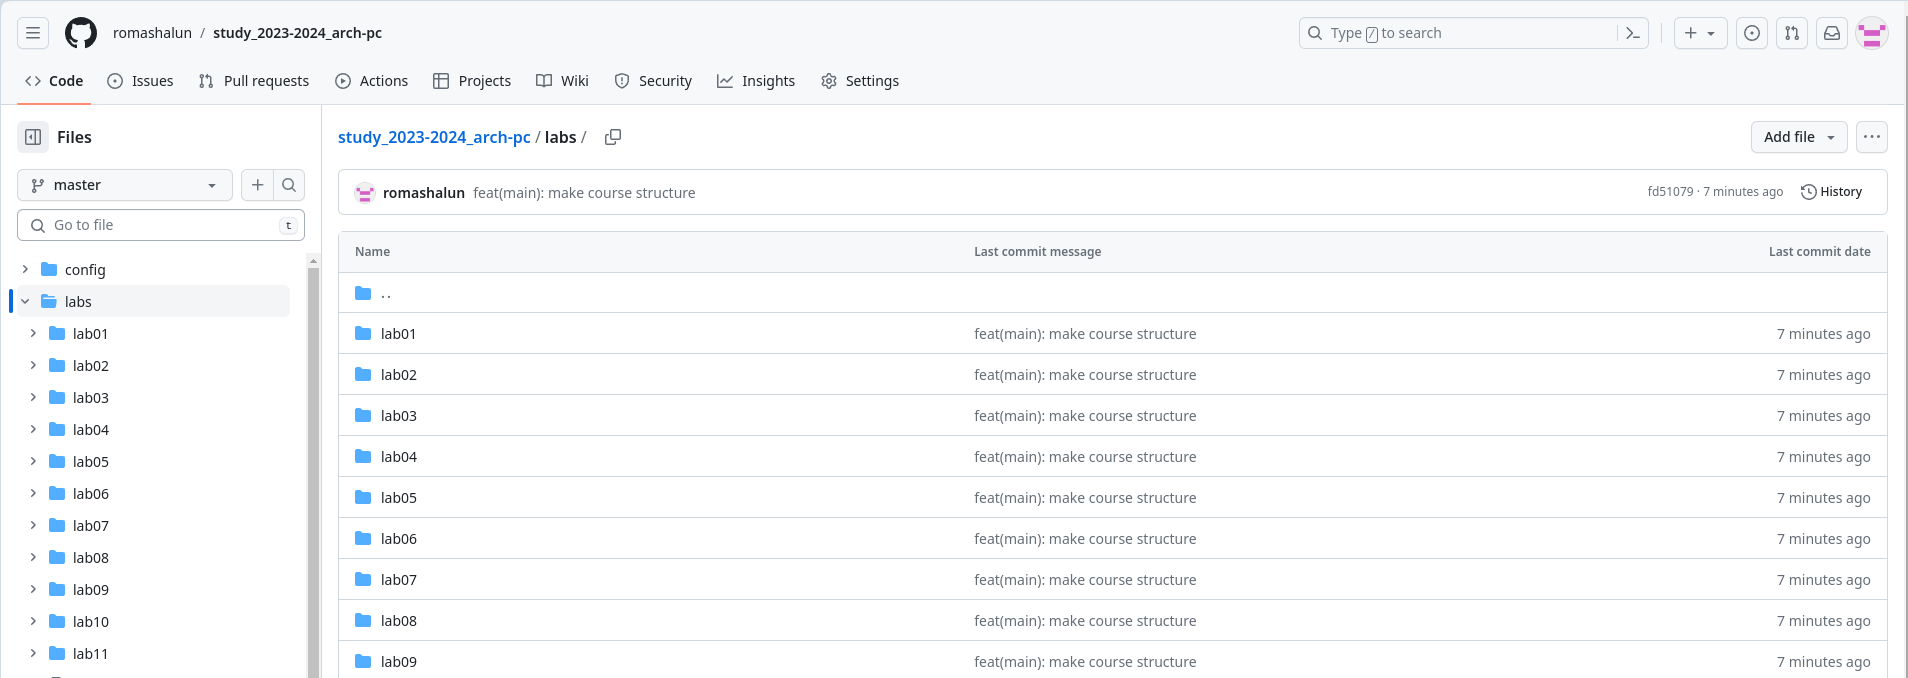 romashalun / study_2023-2024_arch-pc
Type / to search
Code
Issues
Pull requests
Actions
Projects
Wiki
Security
Insights
Settings
Files
master
Go to file
t
config
labs
lab01
lab02
lab03
lab04
lab05
lab06
lab07
lab08
lab09
lab10
lab11
study_2023-2024_arch-pc / labs /
Add file
romashalun feat(main): make course structure
fd51079 · 7 minutes ago
History
Name Last commit message Last commit date
..
lab01 feat(main): make course structure 7 minutes ago
lab02 feat(main): make course structure 7 minutes ago
lab03 feat(main): make course structure 7 minutes ago
lab04 feat(main): make course structure 7 minutes ago
lab05 feat(main): make course structure 7 minutes ago
lab06 feat(main): make course structure 7 minutes ago
lab07 feat(main): make course structure 7 minutes ago
lab08 feat(main): make course structure 7 minutes ago
lab09 feat(main): make course structure 7 minutes ago